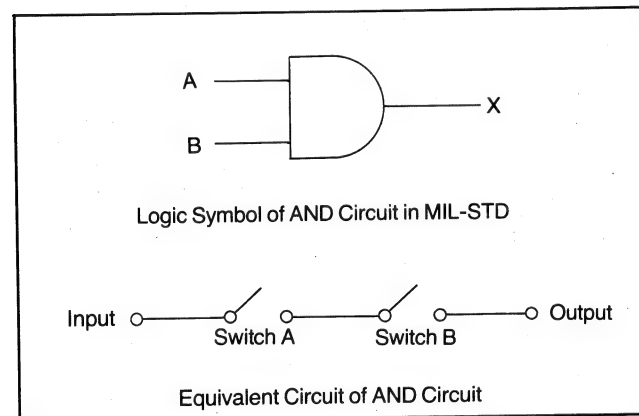 A
X
B
Logic Symbol of AND Circuit in MIL-STD
Input
Output
Switch A
Switch B
Equivalent Circuit of AND Circuit